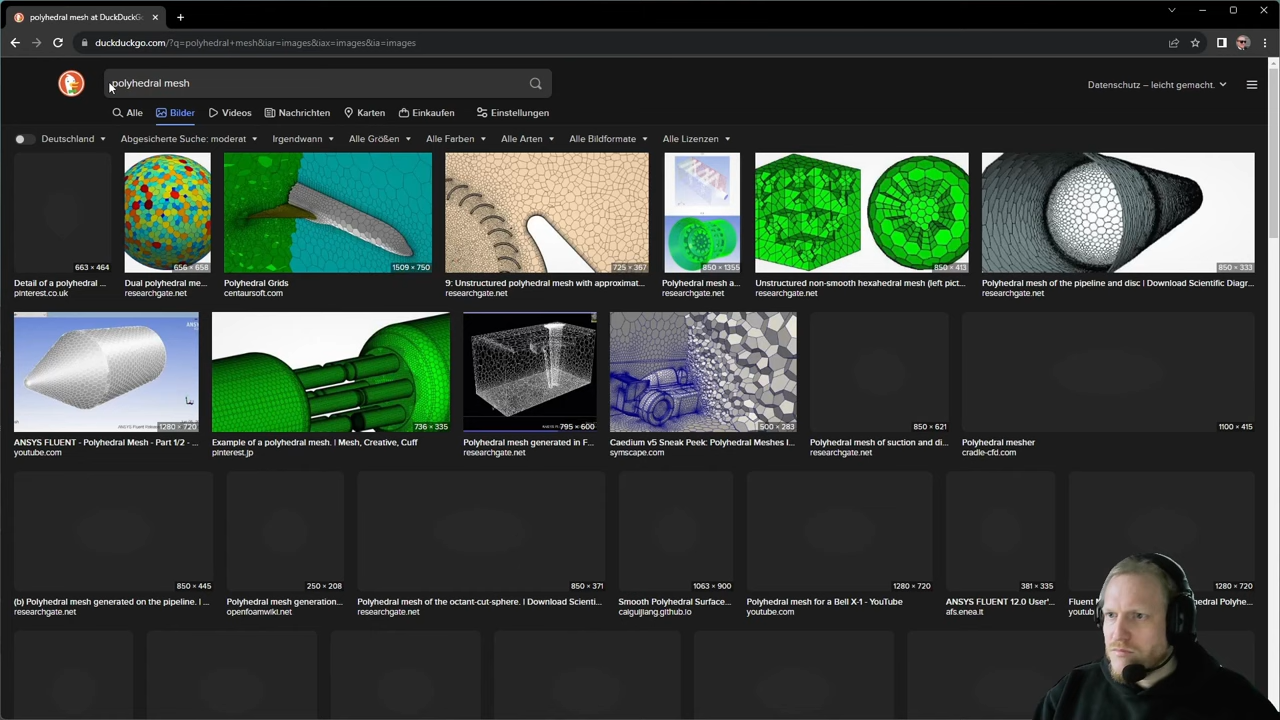 polyhedral mesh at DuckDuckG
duckduckgo.com/?q=polyhedral+mesh&iar=images&iax=images&ia=images
polyhedral mesh
Datenschutz – leicht gemacht.
Alle
Bilder
Videos
Nachrichten
Karten
Einkaufen
Einstellungen
Deutschland
Abgesicherte Suche: moderat
Irgendwann
Alle Größen
Alle Farben
Alle Arten
Alle Bildformate
Alle Lizenzen
663 × 464
656 × 658
1509 × 750
725 × 367
850 × 1355
850 × 413
850 × 333
Detail of a polyhedral ...
pinterest.co.uk
Dual polyhedral me...
researchgate.net
Polyhedral Grids
centaursoft.com
9: Unstructured polyhedral mesh with approximat...
researchgate.net
Polyhedral mesh a...
researchgate.net
Unstructured non-smooth hexahedral mesh (left pict...
researchgate.net
Polyhedral mesh of the pipeline and disc | Download Scientific Diagr...
researchgate.net
1280 × 720
736 × 335
795 × 600
500 × 283
850 × 621
1100 × 415
ANSYS FLUENT - Polyhedral Mesh - Part 1/2 - ...
youtube.com
Example of a polyhedral mesh. | Mesh, Creative, Cuff
pinterest.jp
Polyhedral mesh generated in F...
researchgate.net
Caedium v5 Sneak Peek: Polyhedral Meshes I...
symscape.com
Polyhedral mesh of suction and di...
researchgate.net
Polyhedral mesher
cradle-cfd.com
850 × 445
250 × 208
850 × 371
1063 × 900
1280 × 720
381 × 335
1280 × 720
(b) Polyhedral mesh generated on the pipeline. | ...
researchgate.net
Polyhedral mesh generation...
openfoamwiki.net
Polyhedral mesh of the octant-cut-sphere. | Download Scienti...
researchgate.net
Smooth Polyhedral Surface...
caiguijiang.github.io
Polyhedral mesh for a Bell X-1 - YouTube
youtube.com
ANSYS FLUENT 12.0 User'...
afs.enea.it
Fluent
youtub
Polyhe...